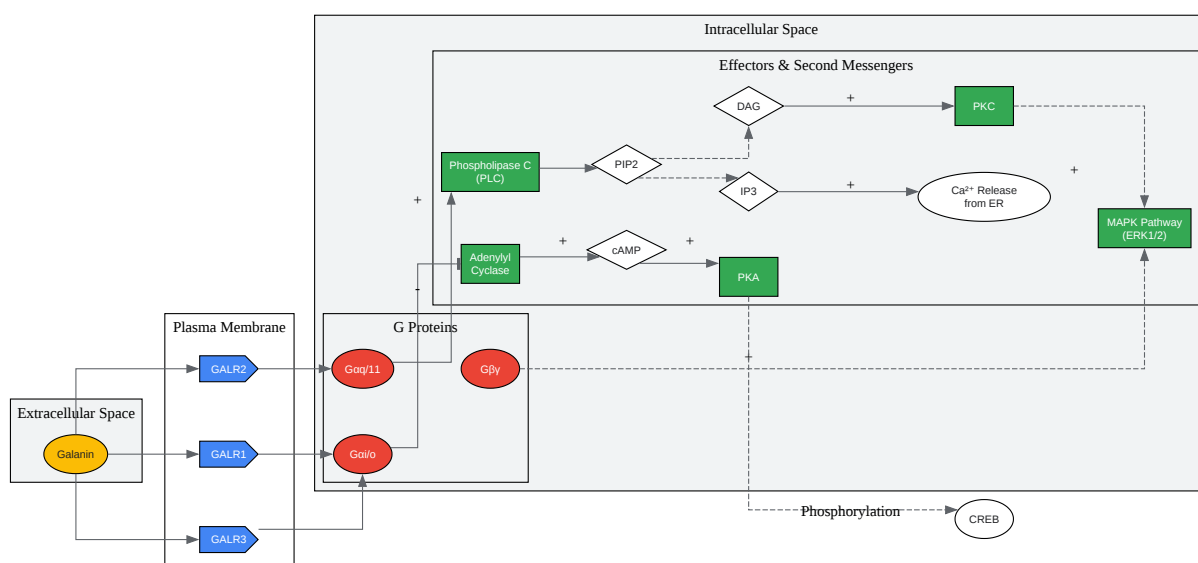 Intracellular Space
Effectors & Second Messengers
DAG
+
PKC
Phospholipase C
(PLC)
PIP2
IP3
+
+
Ca²⁺ Release
from ER
+
MAPK Pathway
(ERK1/2)
Adenylyl
Cyclase
+
cAMP
+
PKA
-
Plasma Membrane
G Proteins
GALR2
Gαq/11
Gβγ
+
Extracellular Space
Galanin
GALR1
Gαi/o
GALR3
Phosphorylation
CREB